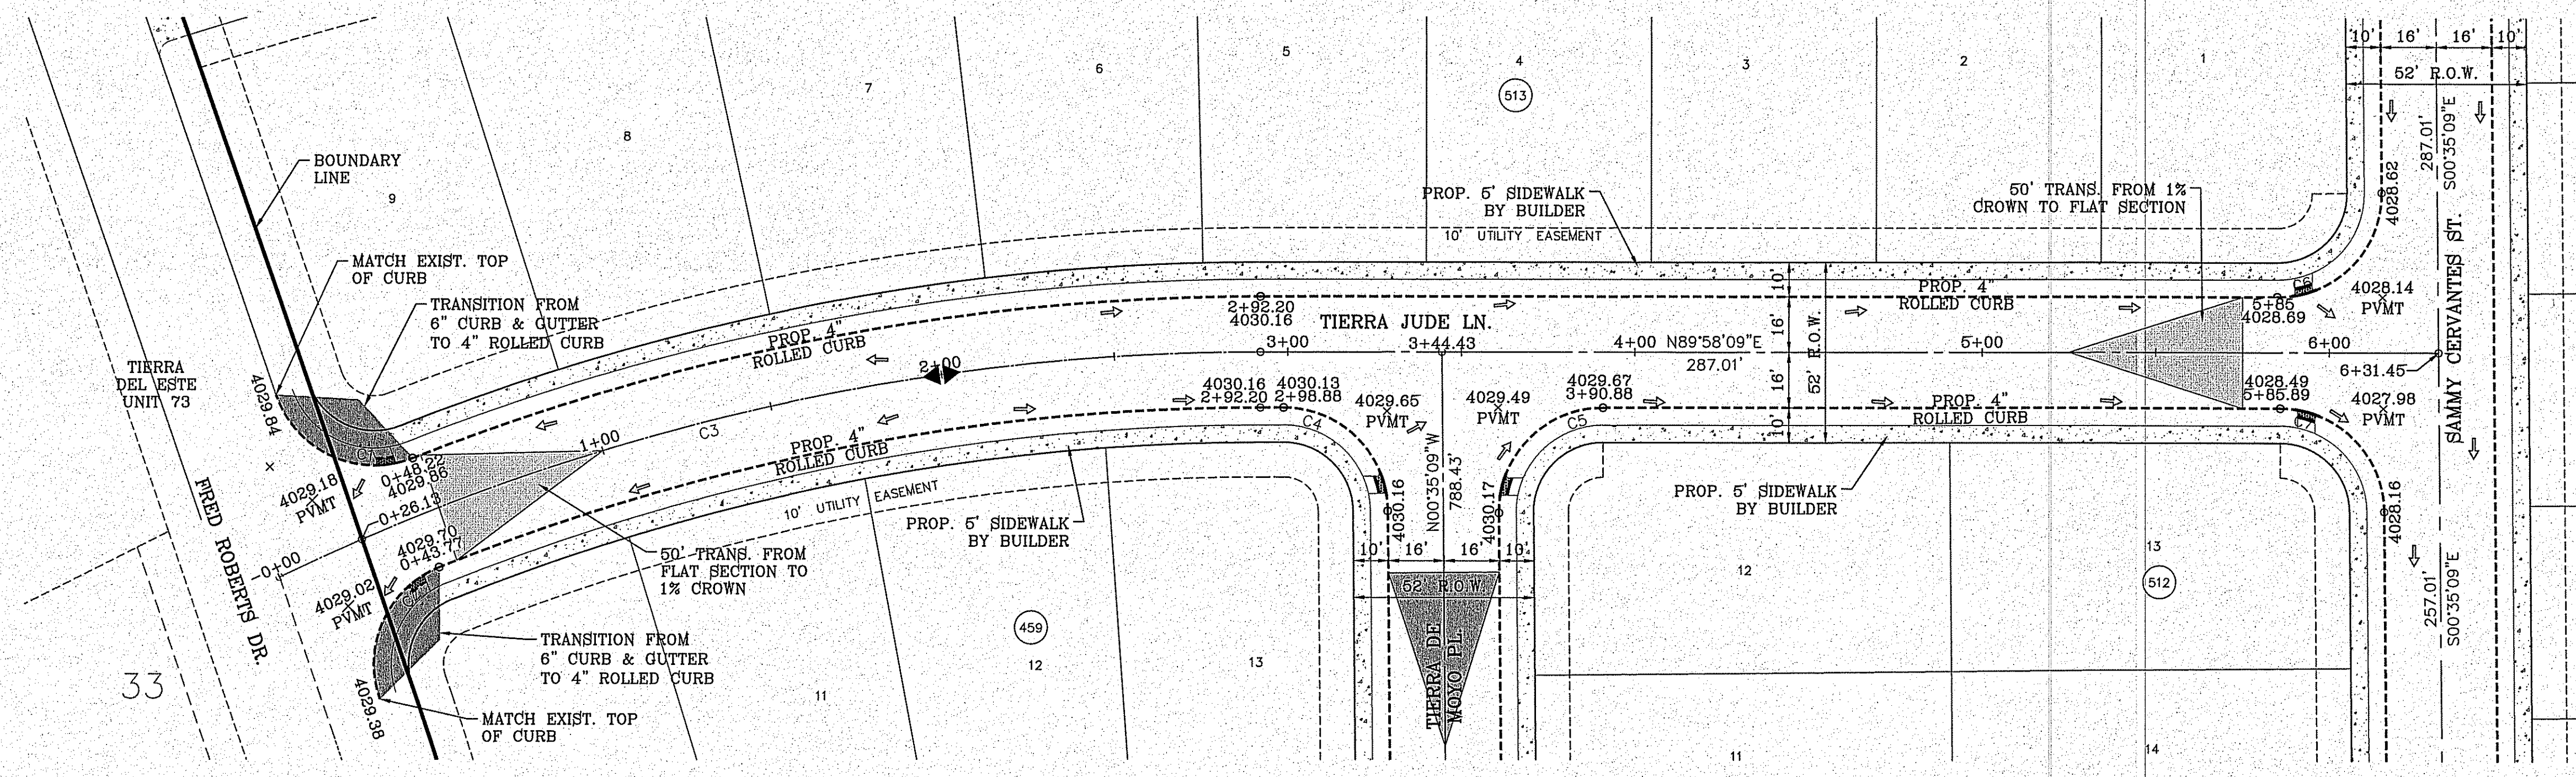 BOUNDARY
LINE
9
8
7
6
5
4
513
3
2
1
MATCH EXIST. TOP
OF CURB
TRANSITION FROM
6" CURB & GUTTER
TO 4" ROLLED CURB
TIERRA
DEL ESTE
UNIT 73
4029.84
C1
0+48.22
4029.86
4029.18
PVMT
0+26.13
0+00
4029.70
0+43.77
4029.02
PVMT
4029.38
FRED ROBERTS DR.
33
TRANSITION FROM
6" CURB & GUTTER
TO 4" ROLLED CURB
MATCH EXIST. TOP
OF CURB
50' TRANS. FROM
FLAT SECTION TO
1% CROWN
1+00
C3
2+00
PROP. 4"
ROLLED CURB
PROP. 4"
ROLLED CURB
10' UTILITY EASEMENT
PROP. 5' SIDEWALK
BY BUILDER
459
11
12
13
2+92.20
4030.16
TIERRA JUDE LN.
3+00
3+44.43
4+00
N89°58'09"E
287.01'
4030.16
2+92.20
4030.13
2+98.88
C4
4029.65
PVMT
4029.49
PVMT
4029.67
3+90.88
C5
4030.16
N00°35'09"W
788.43'
4030.17
10'
16'
16'
10'
52' R.O.W.
TIERRA DE
MOYO PL.
PROP. 5' SIDEWALK
BY BUILDER
10' UTILITY EASEMENT
50' TRANS. FROM 1%
CROWN TO FLAT SECTION
PROP. 4"
ROLLED CURB
10'
16'
16'
10'
52' R.O.W.
PROP. 4"
ROLLED CURB
5+00
6+00
5+85
4028.69
C6
4028.14
PVMT
6+31.45
4028.49
5+85.89
C7
4027.98
PVMT
PROP. 5' SIDEWALK
BY BUILDER
12
13
512
11
14
10'
16'
16'
10'
52' R.O.W.
4028.62
287.01'
S00°35'09"E
SAMMY CERVANTES ST.
4028.16
257.01'
S00°35'09"E